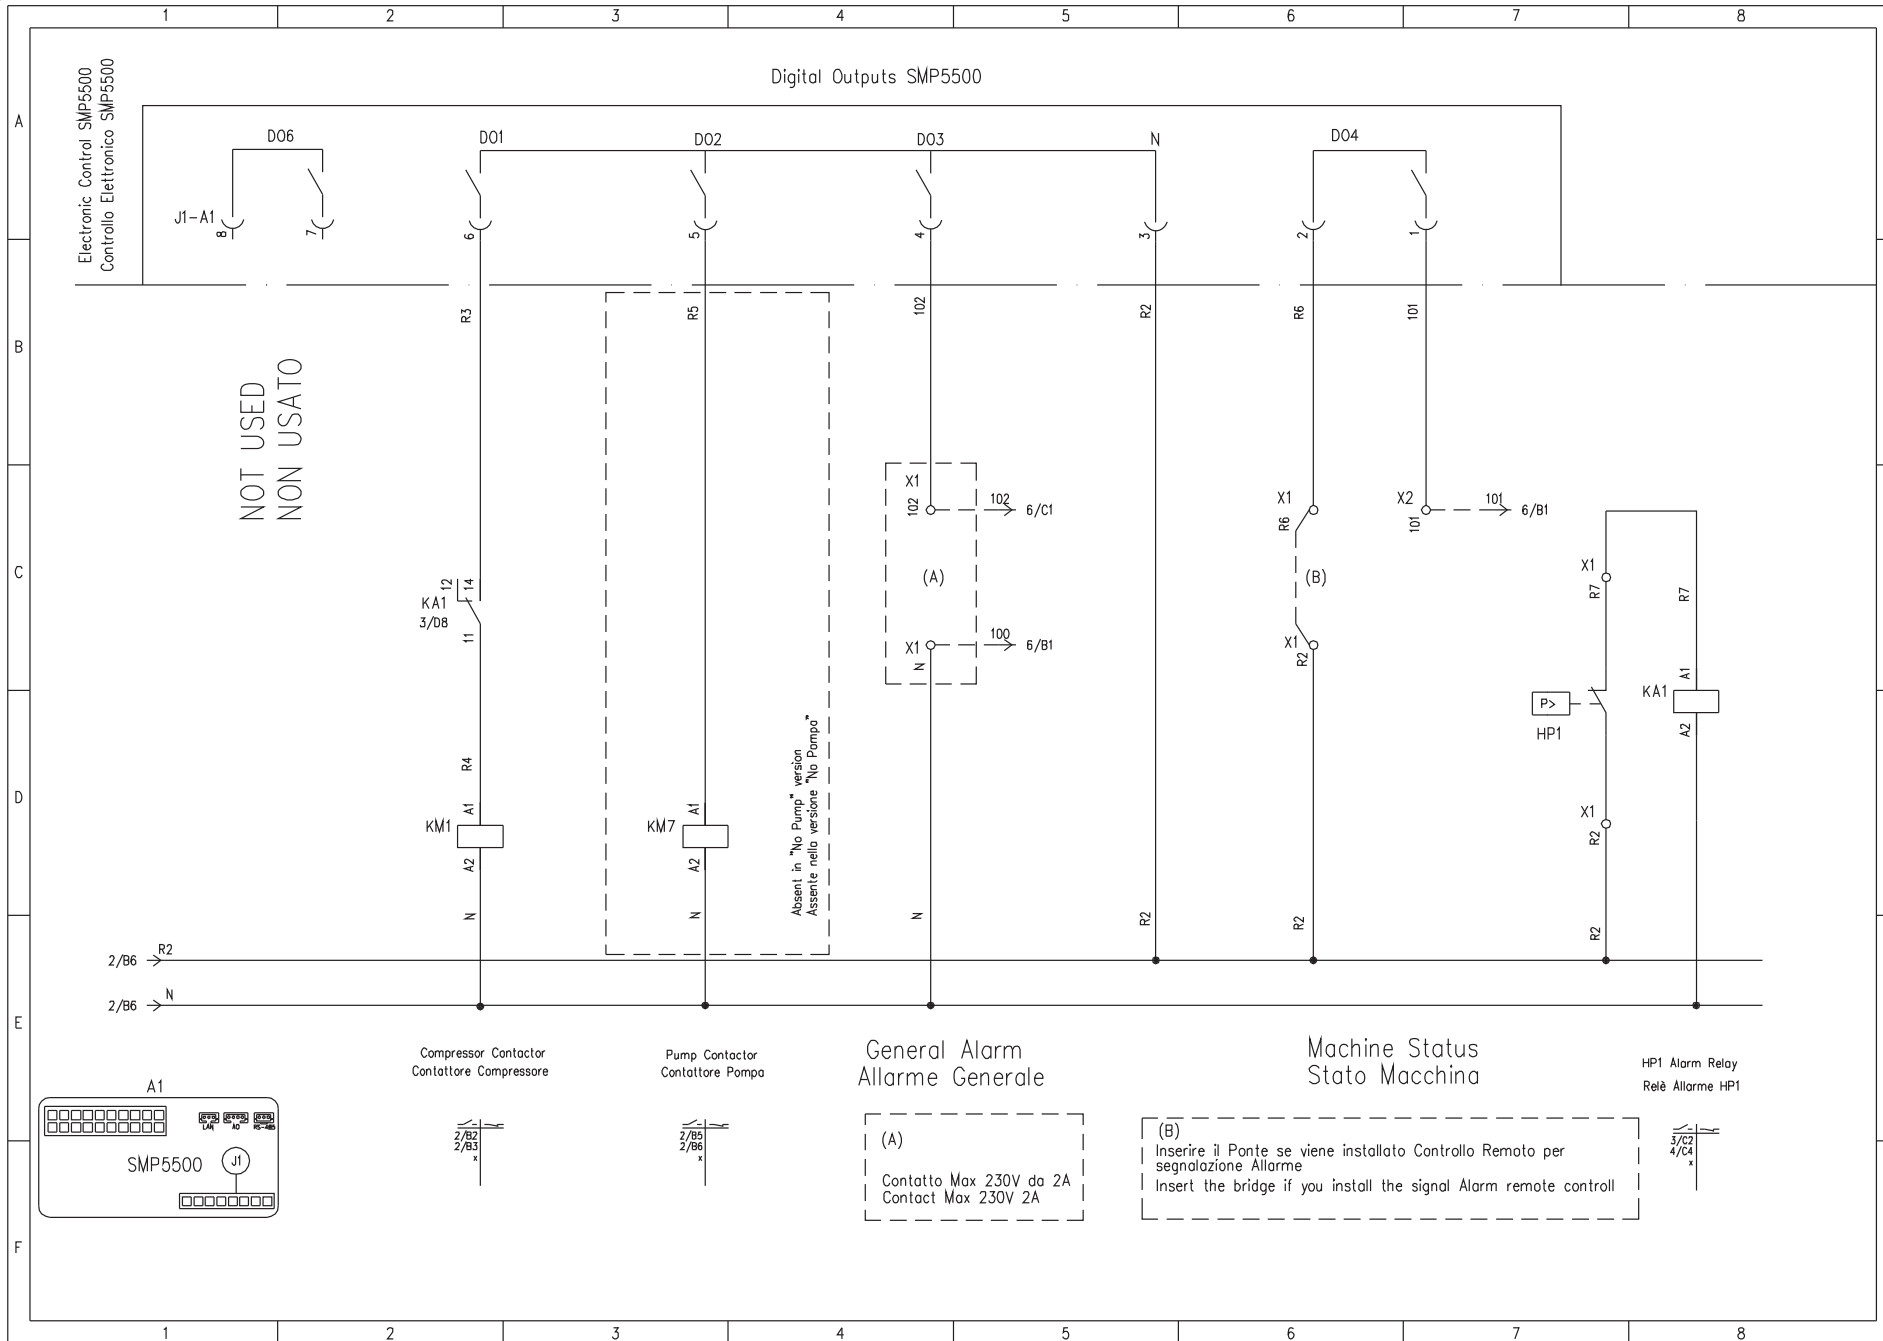 1 2 3 4 5 6 7 8
A
B
C
D
E
F
Electronic Control SMP5500
Controllo Elettronico SMP5500
Digital Outputs SMP5500
DO6
DO1
DO2
DO3
N
DO4
J1-A1
8
7
6
5
4
3
2
1
R3
R5
102
R2
R6
101
NOT USED
NON USATO
X1
102
102
6/C1
(A)
X1
N
100
6/B1
X1
R6
(B)
X1
R2
X2
101
101
6/B1
12
14
KA1
3/D8
11
X1
R7
R7
P>
HP1
A1
KA1
A2
X1
R2
R4
A1
KM1
A2
N
A1
KM7
A2
N
Absent in "No Pump" version
Assente nella versione "No Pompa"
N
R2
R2
R2
2/B6
R2
2/B6
N
Compressor Contactor
Contattore Compressore
Pump Contactor
Contattore Pompa
General Alarm
Allarme Generale
Machine Status
Stato Macchina
HP1 Alarm Relay
Relè Allarme HP1
2/B2
2/B3
x
2/B5
2/B6
x
3/C2
4/C4
x
A1
LAN
AO
RS-485
SMP5500
J1
(A)
Contatto Max 230V da 2A
Contact Max 230V 2A
(B)
Inserire il Ponte se viene installato Controllo Remoto per
segnalazione Allarme
Insert the bridge if you install the signal Alarm remote controll
1 2 3 4 5 6 7 8